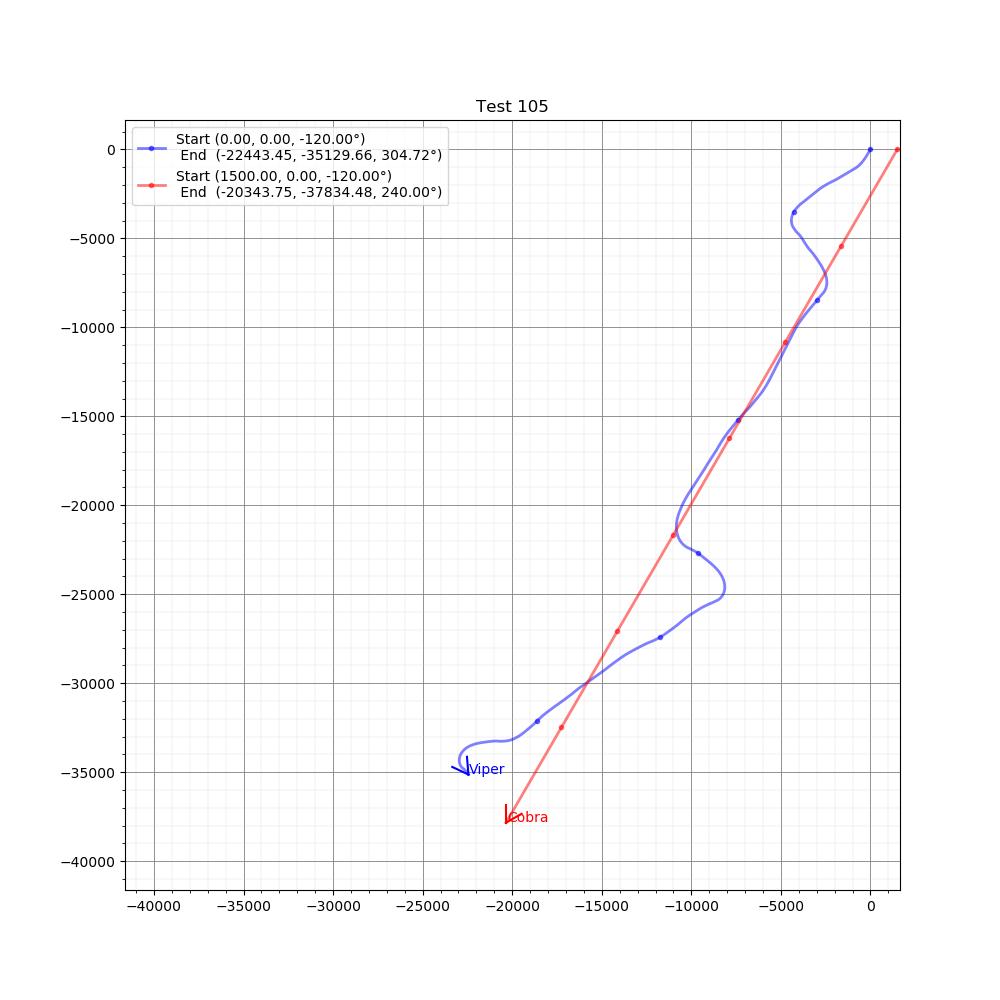 Test 105
Start (0.00, 0.00, -120.00°)
End  (-22443.45, -35129.66, 304.72°)
Start (1500.00, 0.00, -120.00°)
End  (-20343.75, -37834.48, 240.00°)
0
−5000
−10000
−15000
−20000
−25000
−30000
−35000
−40000
Viper
Cobra
−40000 −35000 −30000 −25000 −20000 −15000 −10000 −5000 0